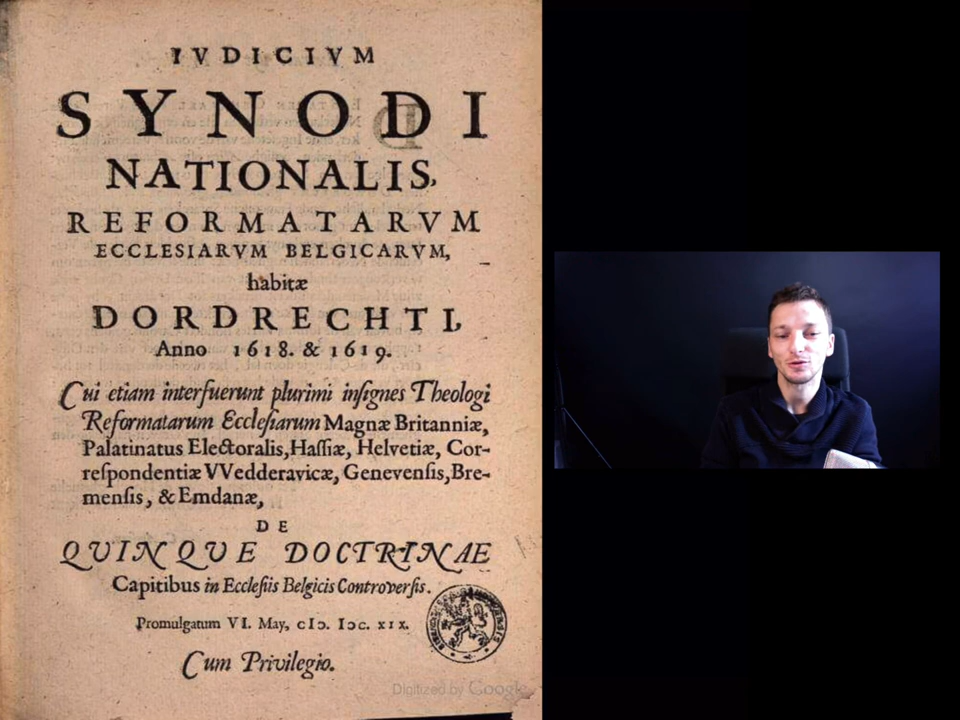 IVDICIVM
SYNODI
NATIONALIS,
REFORMATARVM
ECCLESIARVM BELGICARVM,
habitæ
DORDRECHTI,
Anno 1618. & 1619.
Cui etiam interfuerunt plurimi inſignes Theologi
Reformatarum Eccleſiarum Magnæ Britanniæ,
Palatinatus Electoralis, Haſſiæ, Helvetiæ, Cor-
reſpondentiæ VVedderavicæ, Genevenſis, Bre-
menſis, & Emdanæ,
DE
QVINQVE DOCTRINAE
Capitibus in Eccleſiis Belgicis Controverſis.
Promulgatum VI. May, cIↄ. Iↄc. xıx.
Cum Privilegio.
Digitized by Google